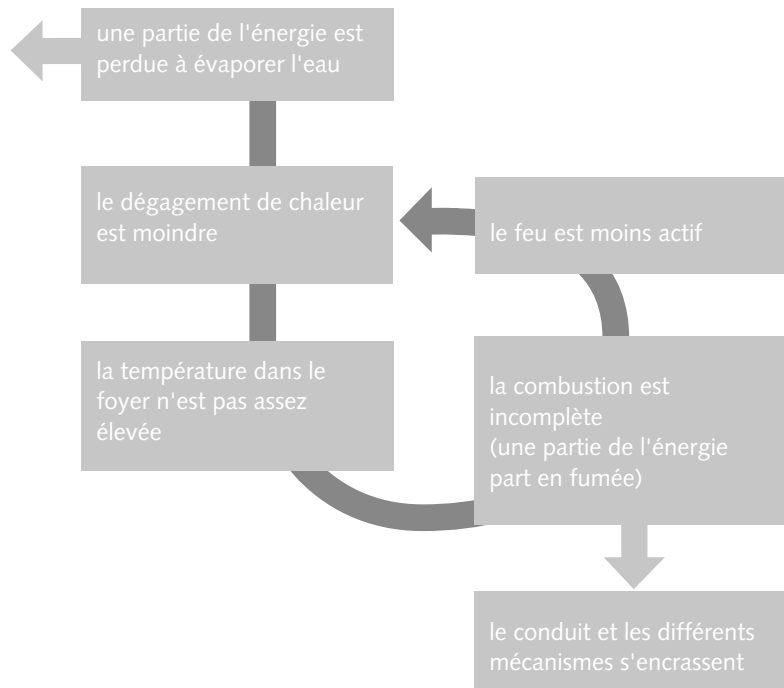 une partie de l'énergie est
perdue à évaporer l'eau
le dégagement de chaleur
est moindre
la température dans le
foyer n'est pas assez
élevée
le feu est moins actif
la combustion est
incomplète
(une partie de l'énergie
part en fumée)
le conduit et les différents
mécanismes s'encrassent